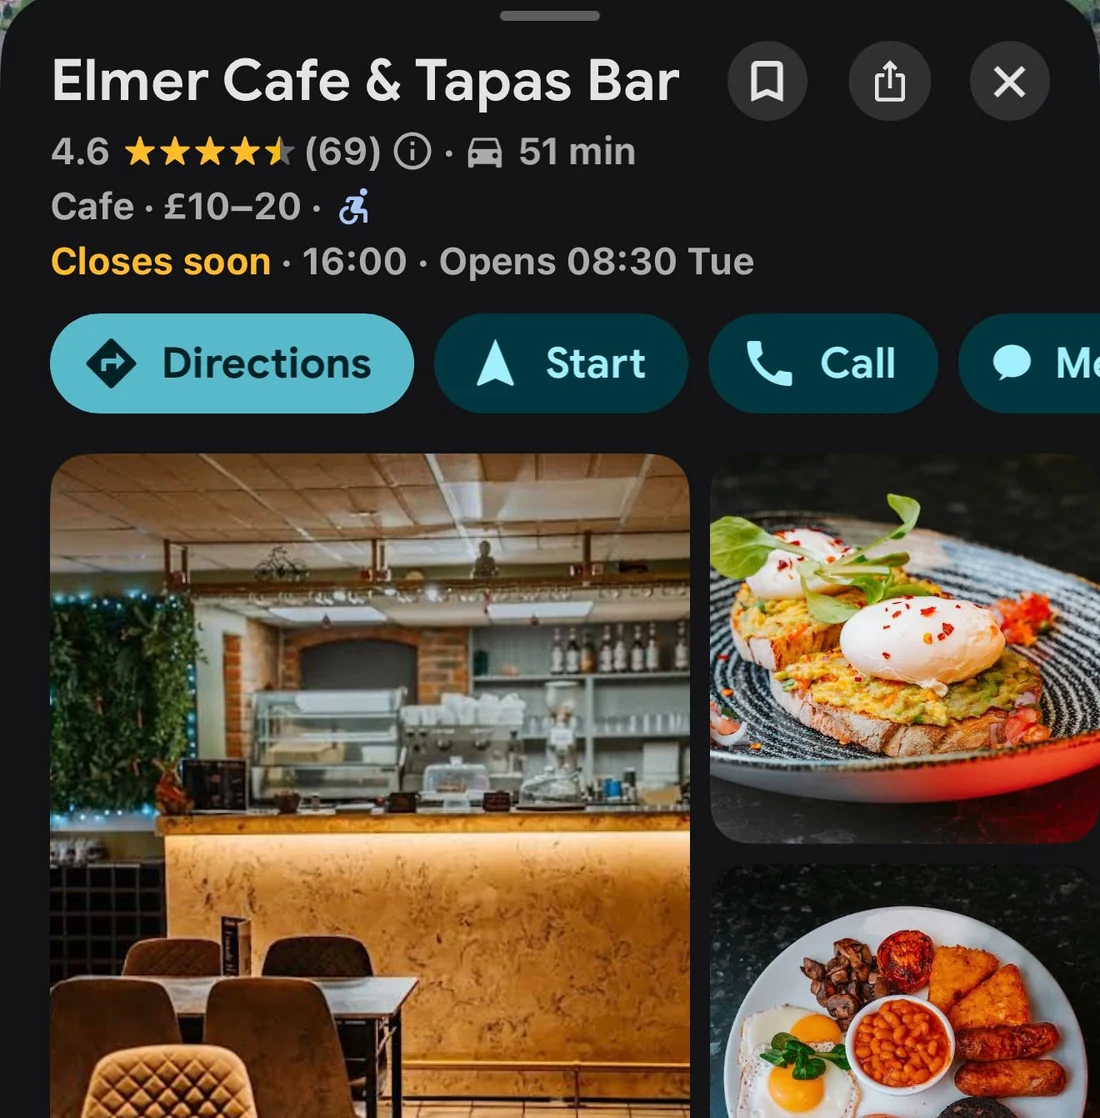 Elmer Cafe & Tapas Bar
4.6 (69) · 51 min
Cafe · £10–20 ·
Closes soon · 16:00 · Opens 08:30 Tue
Directions
Start
Call
Me